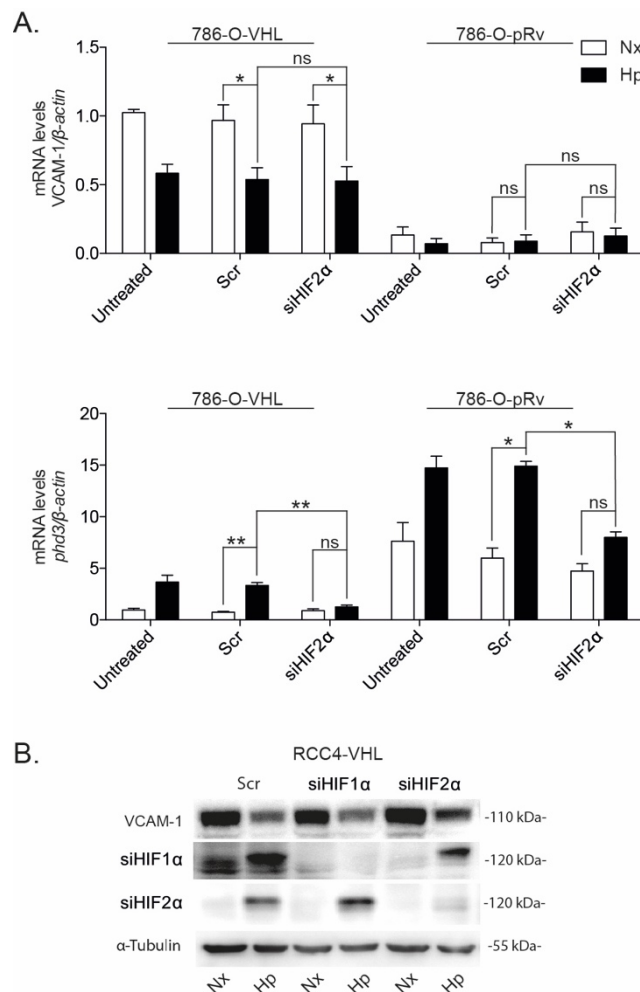 A.
786-O-VHL
786-O-pRv
Nx
Hp
mRNA levels
VCAM-1/β-actin
1.5
1.0
0.5
0.0
*
ns
*
ns
ns
ns
Untreated
Scr
siHIF2α
Untreated
Scr
siHIF2α
786-O-VHL
786-O-pRv
mRNA levels
phd3/β-actin
20
15
10
5
0
**
**
ns
*
*
ns
Untreated
Scr
siHIF2α
Untreated
Scr
siHIF2α
B.
RCC4-VHL
Scr siHIF1α siHIF2α
VCAM-1 -110 kDa-
siHIF1α -120 kDa-
siHIF2α -120 kDa-
α-Tubulin -55 kDa-
Nx Hp Nx Hp Nx Hp